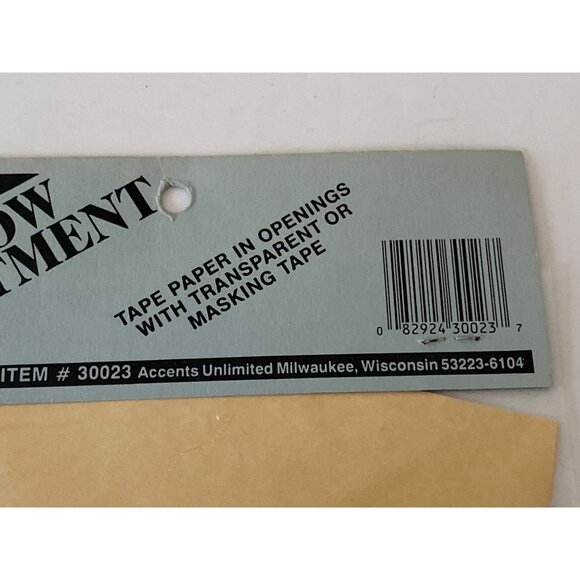 OW
TMENT
TAPE PAPER IN OPENINGS
WITH TRANSPARENT OR
MASKING TAPE
0 82924 30023 7
ITEM # 30023 Accents Unlimited Milwaukee, Wisconsin 53223-6104